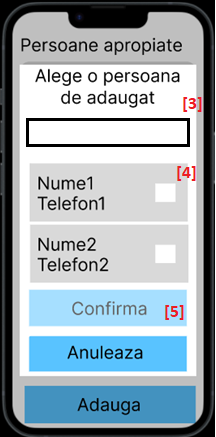 Persoane apropiate
Alege o persoana
de adaugat
[3]
[4]
Nume1
Telefon1
Nume2
Telefon2
Confirma
[5]
Anuleaza
Adauga